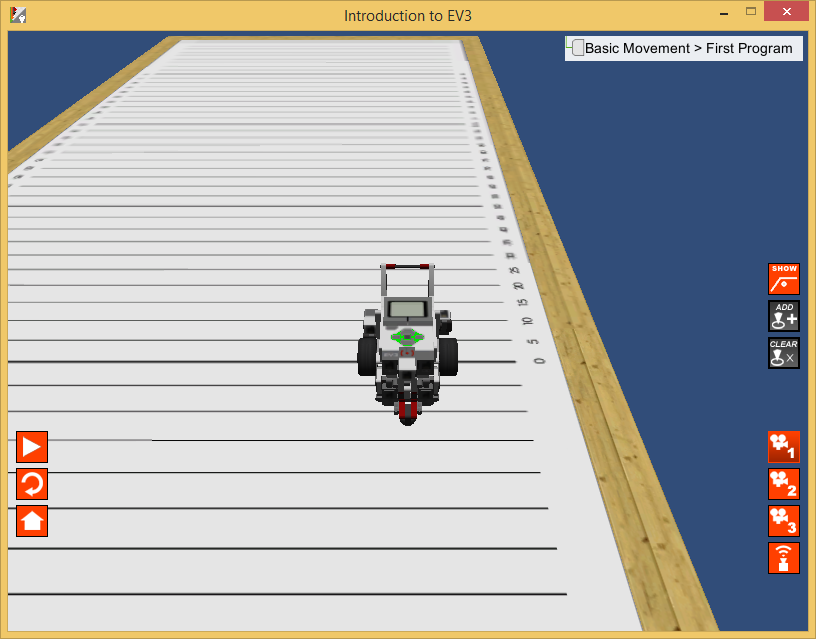 Introduction to EV3
Basic Movement > First Program
25
20
15
10
5
0
SHOW
ADD
CLEAR
1
2
3